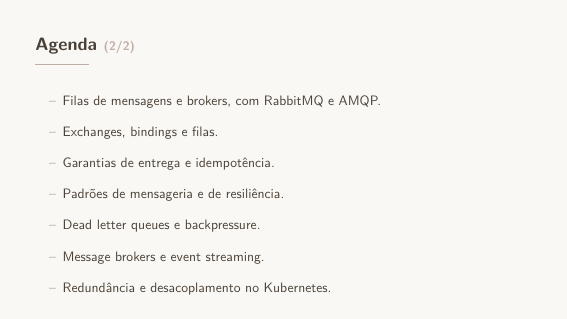 Agenda (2/2)
– Filas de mensagens e brokers, com RabbitMQ e AMQP.
– Exchanges, bindings e filas.
– Garantias de entrega e idempotência.
– Padrões de mensageria e de resiliência.
– Dead letter queues e backpressure.
– Message brokers e event streaming.
– Redundância e desacoplamento no Kubernetes.